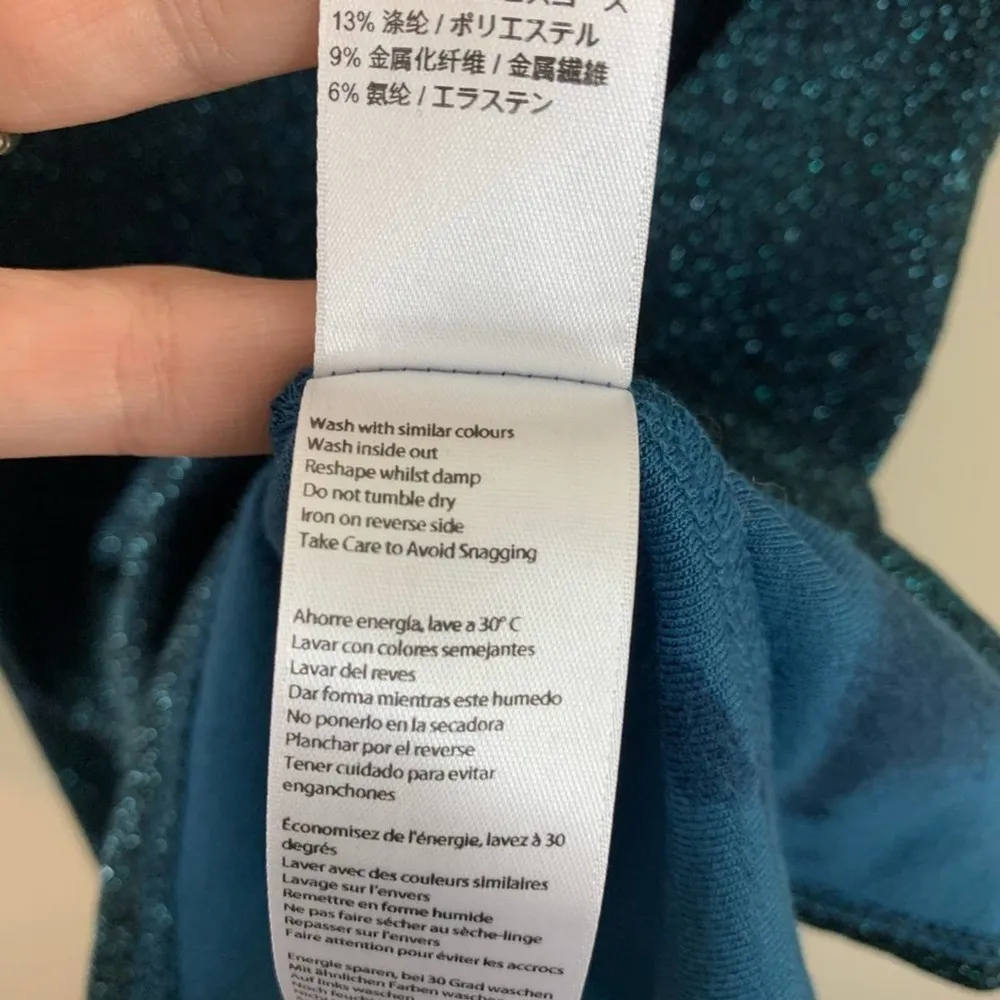 13% 涤纶 / ポリエステル
9% 金属化纤维 / 金属繊維
6% 氨纶 / エラステン
Wash with similar colours
Wash inside out
Reshape whilst damp
Do not tumble dry
Iron on reverse side
Take Care to Avoid Snagging
Ahorre energía, lave a 30° C
Lavar con colores semejantes
Lavar del reves
Dar forma mientras este humedo
No ponerlo en la secadora
Planchar por el reverse
Tener cuidado para evitar
enganchones
Économisez de l'énergie, lavez à 30
degrés
Laver avec des couleurs similaires
Lavage sur l'envers
Remettre en forme humide
Ne pas faire sécher au sèche-linge
Repasser sur l'envers
Faire attention pour éviter les accrocs
Energie sparen, bei 30 Grad waschen
Mit ähnlichen Farben waschen
Auf links waschen